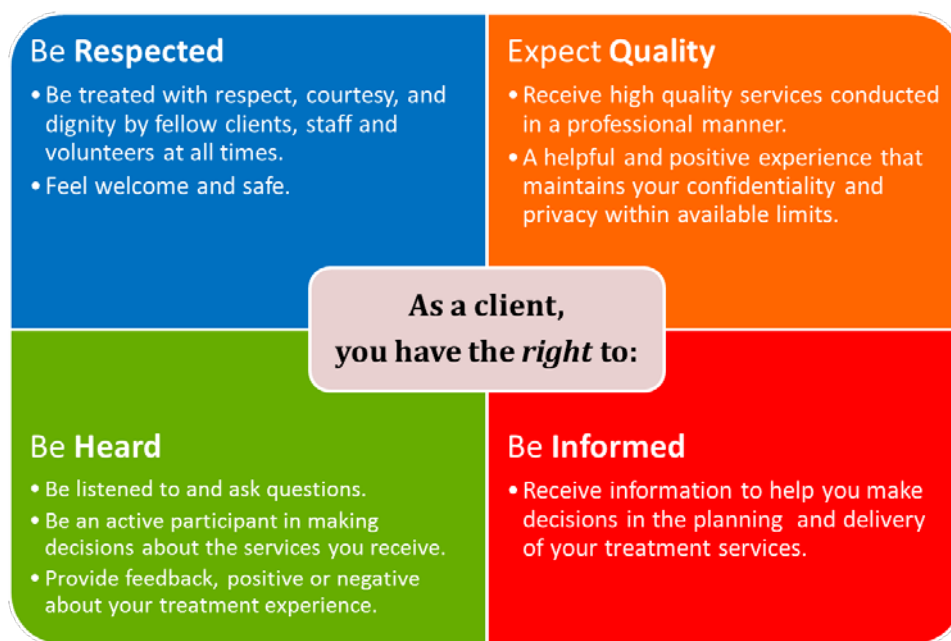 Be Respected
• Be treated with respect, courtesy, and
dignity by fellow clients, staff and
volunteers at all times.
• Feel welcome and safe.
Expect Quality
• Receive high quality services conducted
in a professional manner.
• A helpful and positive experience that
maintains your confidentiality and
privacy within available limits.
As a client,
you have the right to:
Be Heard
• Be listened to and ask questions.
• Be an active participant in making
decisions about the services you receive.
• Provide feedback, positive or negative
about your treatment experience.
Be Informed
• Receive information to help you make
decisions in the planning and delivery
of your treatment services.